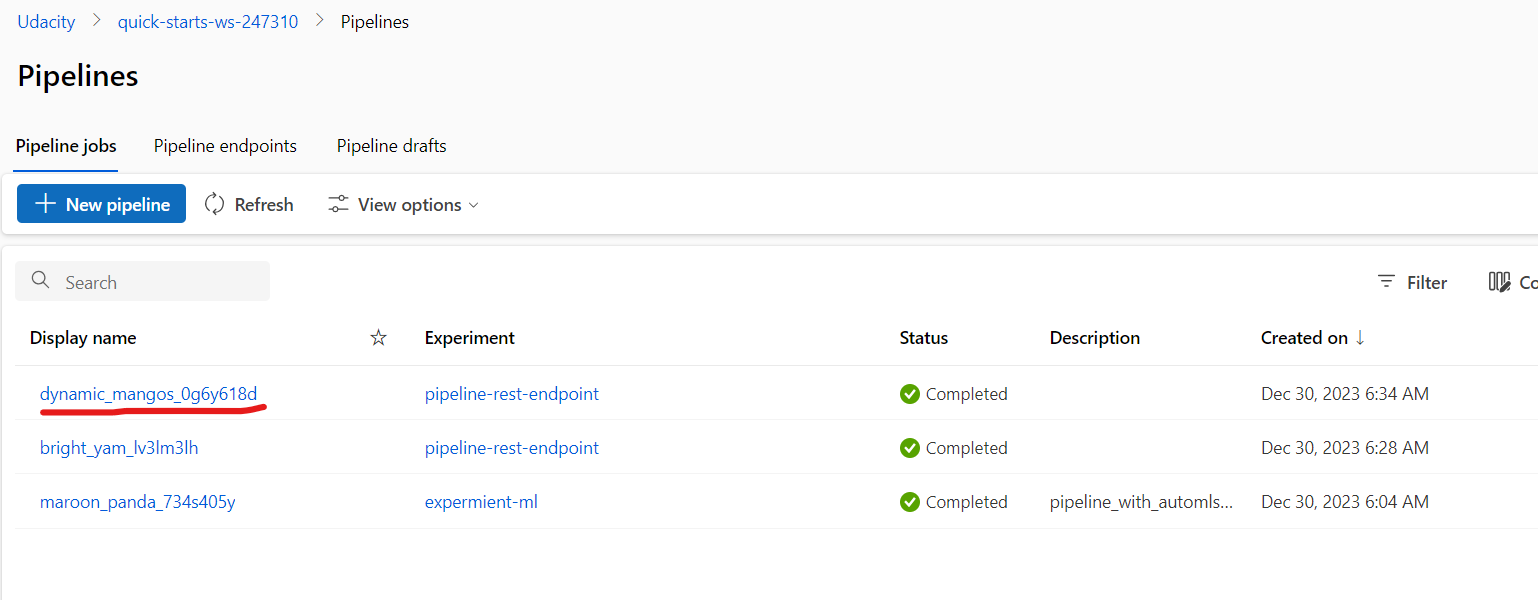 Udacity > quick-starts-ws-247310 > Pipelines
Pipelines
Pipeline jobs Pipeline endpoints Pipeline drafts
New pipeline Refresh View options
Search Filter Co
Display name Experiment Status Description Created on ↓
dynamic_mangos_0g6y618d pipeline-rest-endpoint Completed Dec 30, 2023 6:34 AM
bright_yam_lv3lm3lh pipeline-rest-endpoint Completed Dec 30, 2023 6:28 AM
maroon_panda_734s405y expermient-ml Completed pipeline_with_automls... Dec 30, 2023 6:04 AM